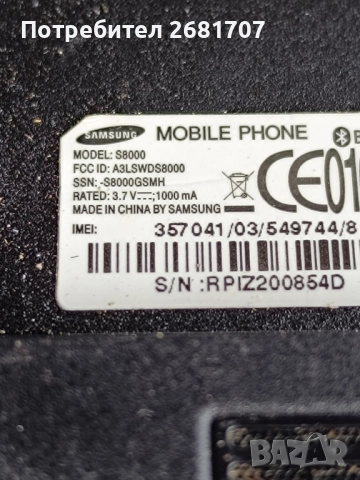 Потребител 2681707
SAMSUNG MOBILE PHONE
MODEL: S8000
FCC ID: A3LSWDS8000
SSN: -S8000GSMH
RATED: 3.7 V⎓;1000 mA
MADE IN CHINA BY SAMSUNG
CE01
IMEI: 357041/03/549744/8
S/N :RPIZ200854D
BAZAR